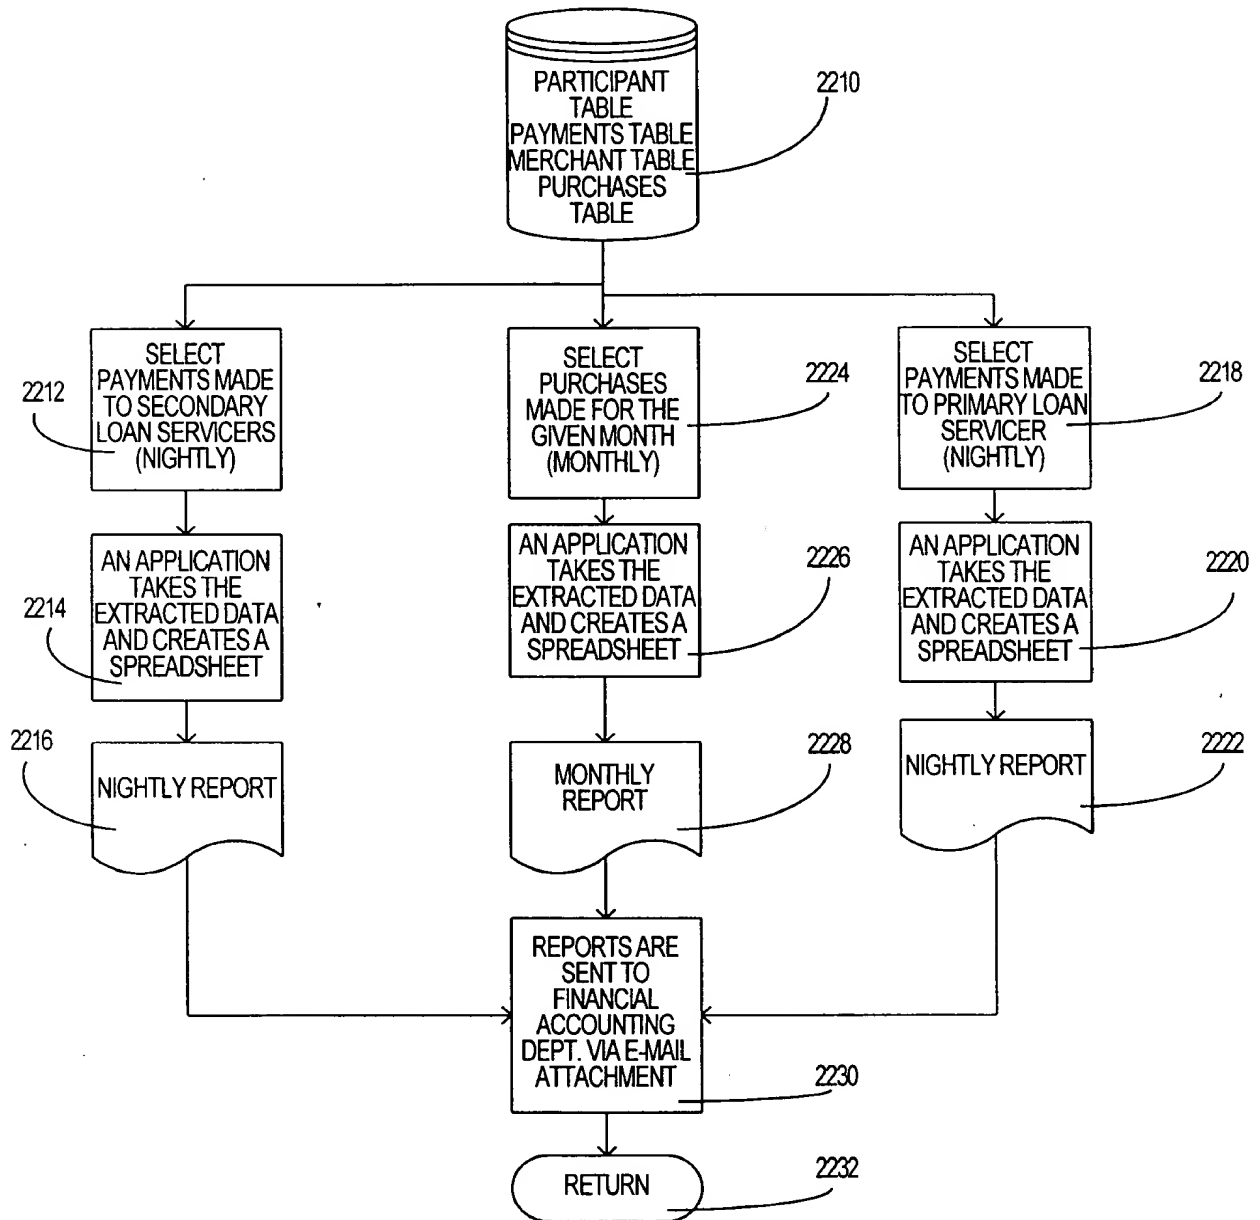 PARTICIPANT
TABLE
PAYMENTS TABLE
MERCHANT TABLE
PURCHASES
TABLE
2210
SELECT
PAYMENTS MADE
TO SECONDARY
LOAN SERVICERS
(NIGHTLY)
2212
SELECT
PURCHASES
MADE FOR THE
GIVEN MONTH
(MONTHLY)
2224
SELECT
PAYMENTS MADE
TO PRIMARY LOAN
SERVICER
(NIGHTLY)
2218
AN APPLICATION
TAKES THE
EXTRACTED DATA
AND CREATES A
SPREADSHEET
2214
AN APPLICATION
TAKES THE
EXTRACTED DATA
AND CREATES A
SPREADSHEET
2226
AN APPLICATION
TAKES THE
EXTRACTED DATA
AND CREATES A
SPREADSHEET
2220
NIGHTLY REPORT
2216
MONTHLY
REPORT
2228
NIGHTLY REPORT
2222
REPORTS ARE
SENT TO
FINANCIAL
ACCOUNTING
DEPT. VIA E-MAIL
ATTACHMENT
2230
RETURN
2232